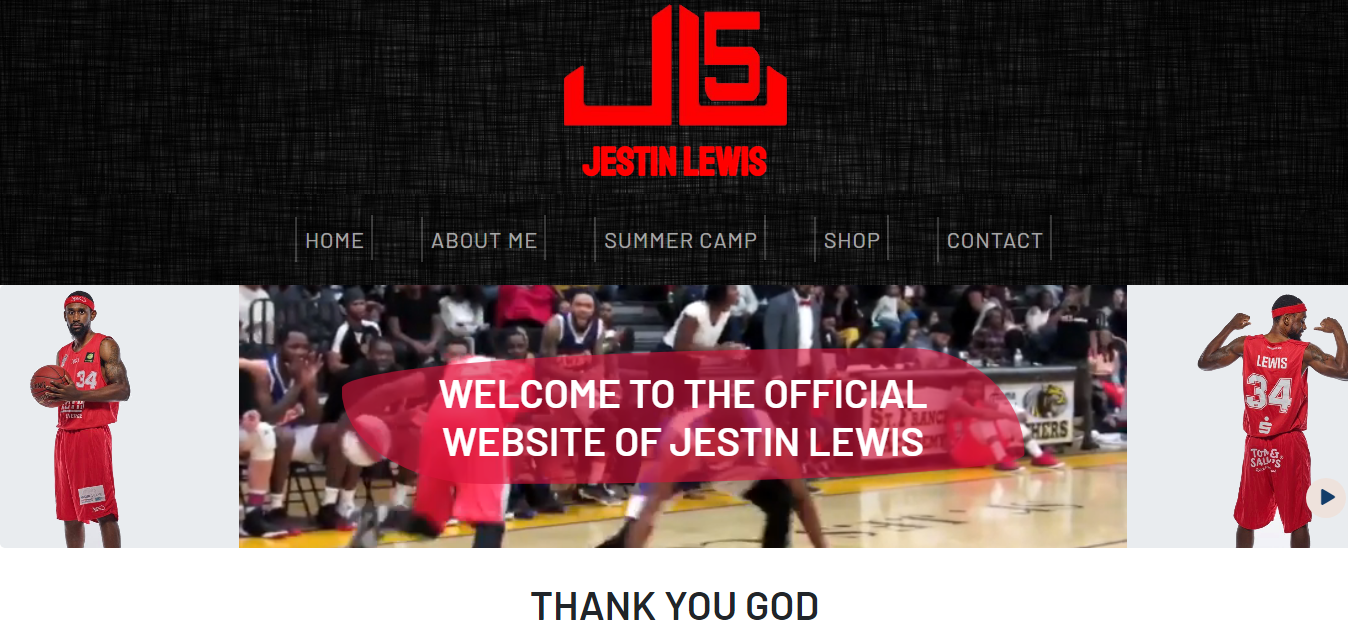 JL5
JESTIN LEWIS
HOME
ABOUT ME
SUMMER CAMP
SHOP
CONTACT
34
WELCOME TO THE OFFICIAL
WEBSITE OF JESTIN LEWIS
LEWIS
34
THANK YOU GOD